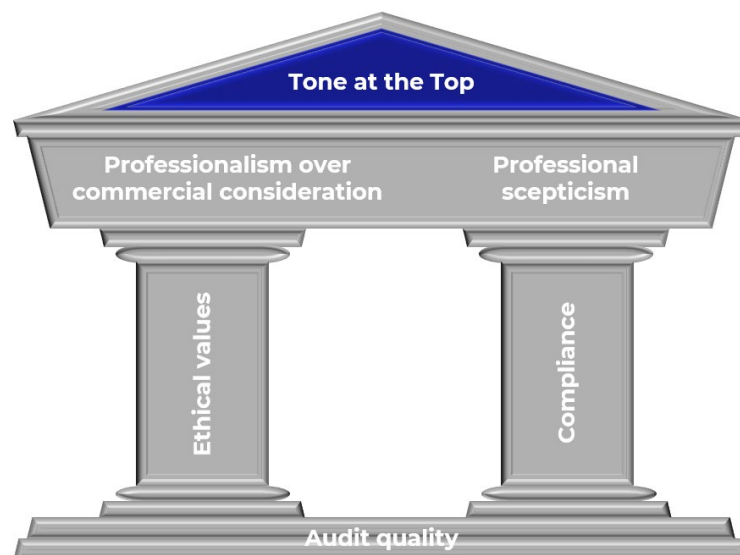 Tone at the Top
Professionalism over
commercial consideration
Professional
scepticism
Ethical values
Compliance
Audit quality